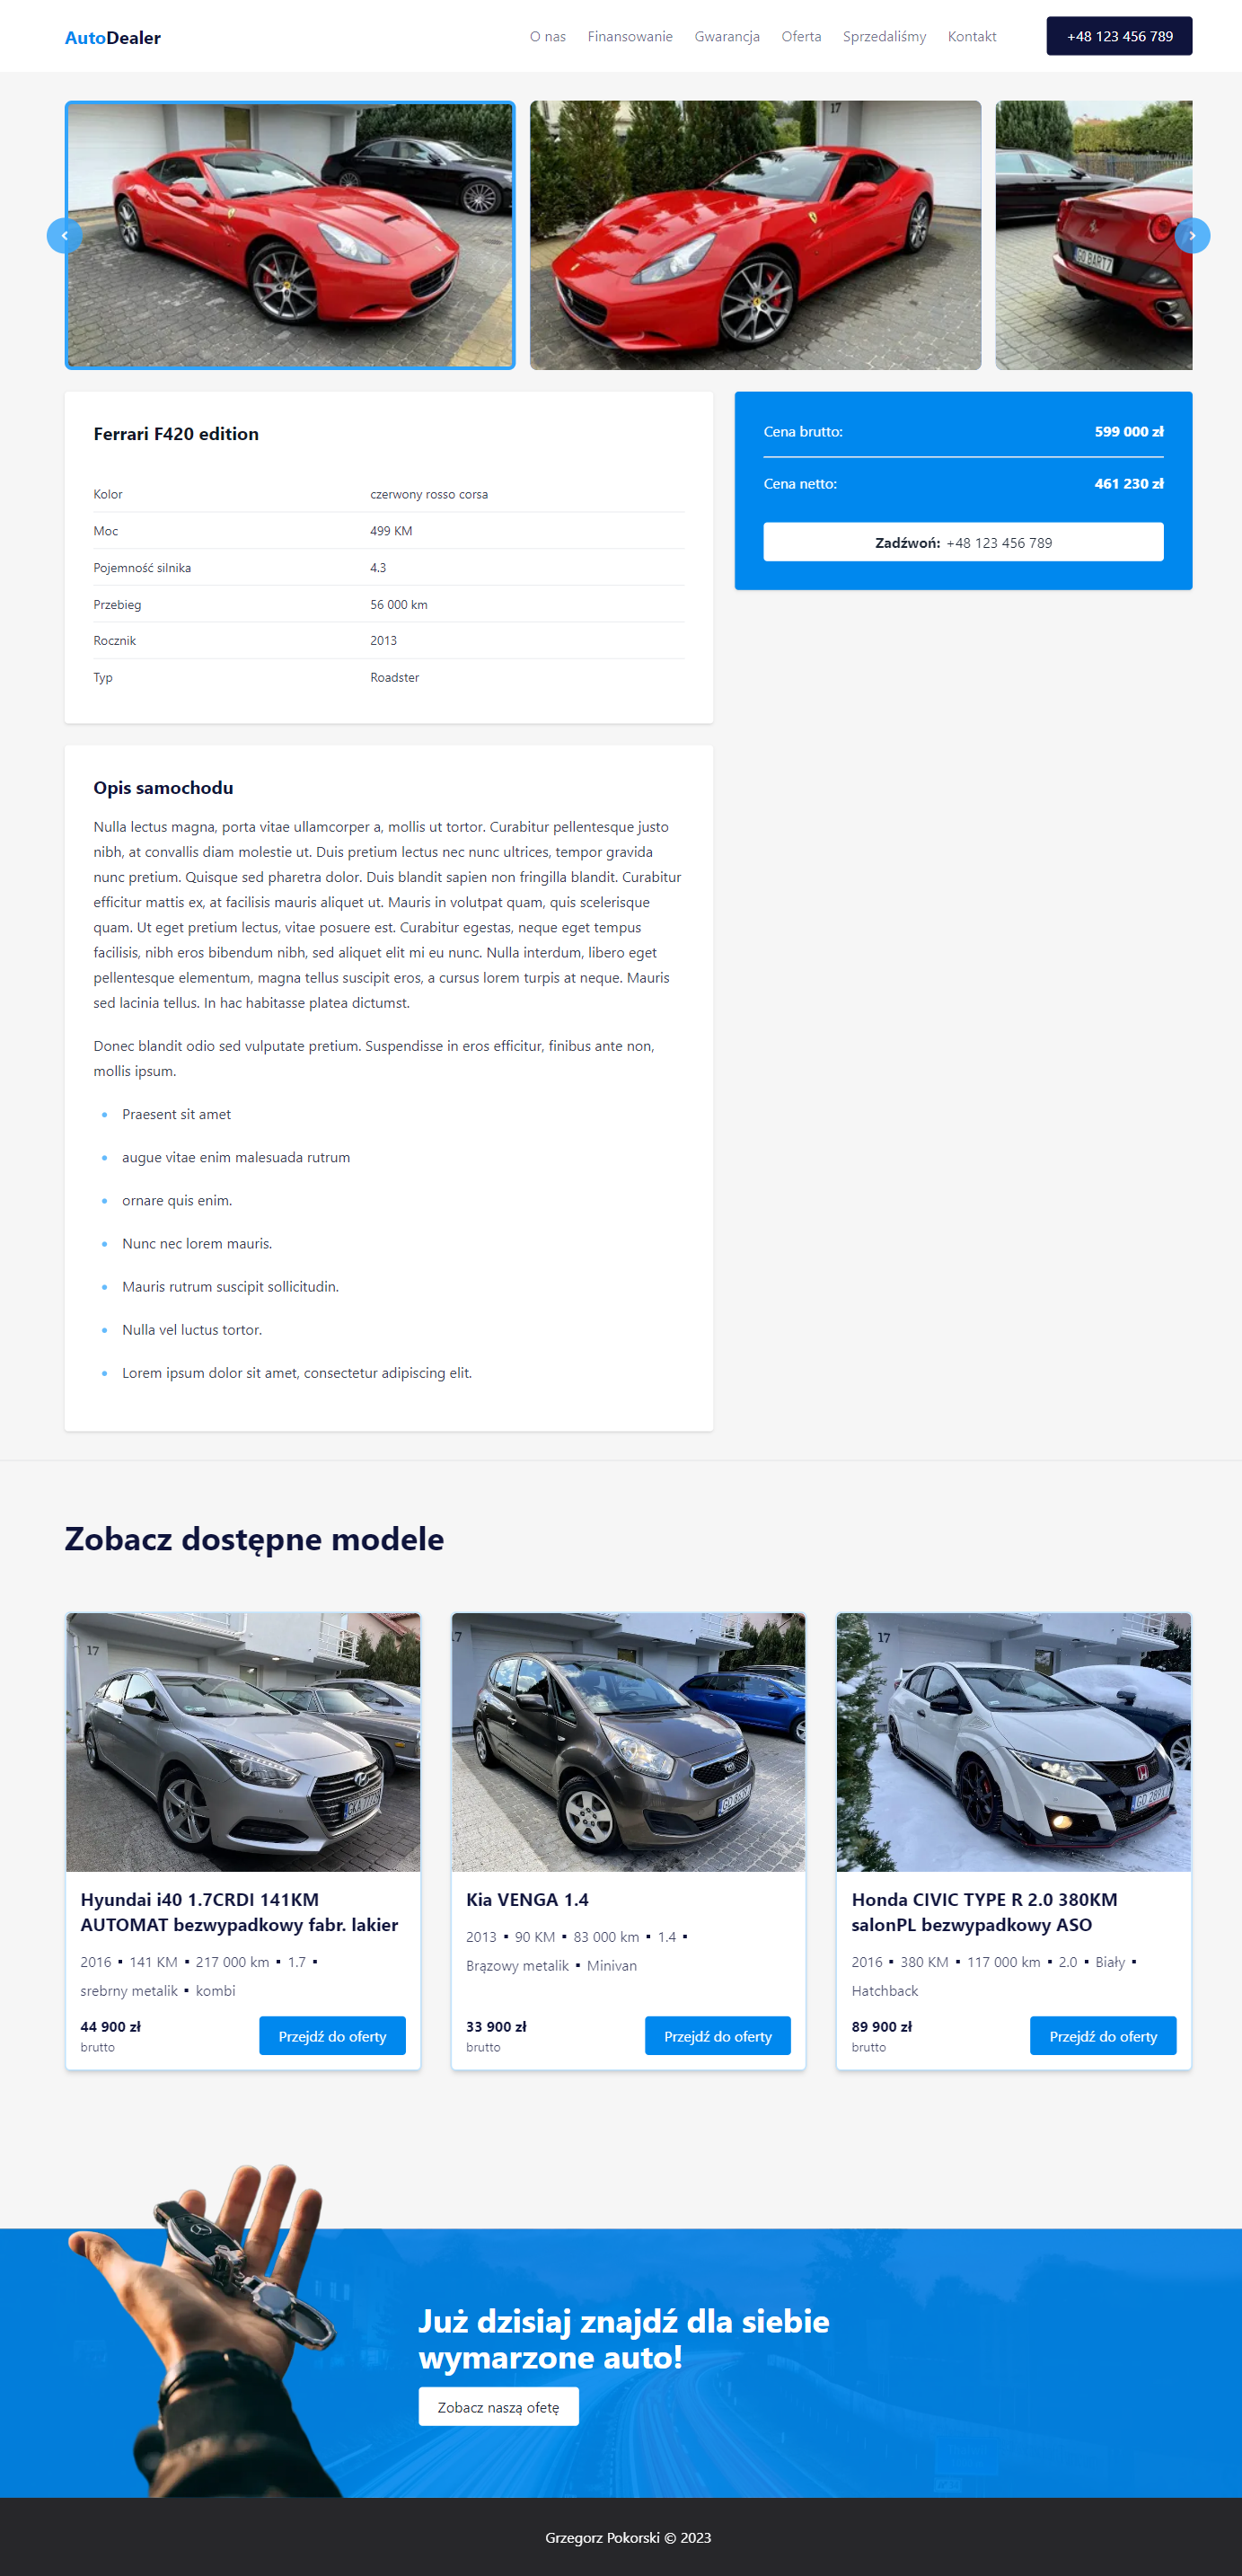 AutoDealer
O nas Finansowanie Gwarancja Oferta Sprzedaliśmy Kontakt
+48 123 456 789
17
GD BART7
Ferrari F420 edition
Kolor czerwony rosso corsa
Moc 499 KM
Pojemność silnika 4.3
Przebieg 56 000 km
Rocznik 2013
Typ Roadster
Cena brutto: 599 000 zł
Cena netto: 461 230 zł
Zadźwoń: +48 123 456 789
Opis samochodu
Nulla lectus magna, porta vitae ullamcorper a, mollis ut tortor. Curabitur pellentesque justo
nibh, at convallis diam molestie ut. Duis pretium lectus nec nunc ultrices, tempor gravida
nunc pretium. Quisque sed pharetra dolor. Duis blandit sapien non fringilla blandit. Curabitur
efficitur mattis ex, at facilisis mauris aliquet ut. Mauris in volutpat quam, quis scelerisque
quam. Ut eget pretium lectus, vitae posuere est. Curabitur egestas, neque eget tempus
facilisis, nibh eros bibendum nibh, sed aliquet elit mi eu nunc. Nulla interdum, libero eget
pellentesque elementum, magna tellus suscipit eros, a cursus lorem turpis at neque. Mauris
sed lacinia tellus. In hac habitasse platea dictumst.
Donec blandit odio sed vulputate pretium. Suspendisse in eros efficitur, finibus ante non,
mollis ipsum.
• Praesent sit amet
• augue vitae enim malesuada rutrum
• ornare quis enim.
• Nunc nec lorem mauris.
• Mauris rutrum suscipit sollicitudin.
• Nulla vel luctus tortor.
• Lorem ipsum dolor sit amet, consectetur adipiscing elit.
Zobacz dostępne modele
17
17
17
Hyundai i40 1.7CRDI 141KM
AUTOMAT bezwypadkowy fabr. lakier
2016 ▪ 141 KM ▪ 217 000 km ▪ 1.7 ▪
srebrny metalik ▪ kombi
44 900 zł
brutto
Przejdź do oferty
Kia VENGA 1.4
2013 ▪ 90 KM ▪ 83 000 km ▪ 1.4 ▪
Brązowy metalik ▪ Minivan
33 900 zł
brutto
Przejdź do oferty
Honda CIVIC TYPE R 2.0 380KM
salonPL bezwypadkowy ASO
2016 ▪ 380 KM ▪ 117 000 km ▪ 2.0 ▪ Biały ▪
Hatchback
89 900 zł
brutto
Przejdź do oferty
Już dzisiaj znajdź dla siebie
wymarzone auto!
Zobacz naszą ofetę
Grzegorz Pokorski © 2023